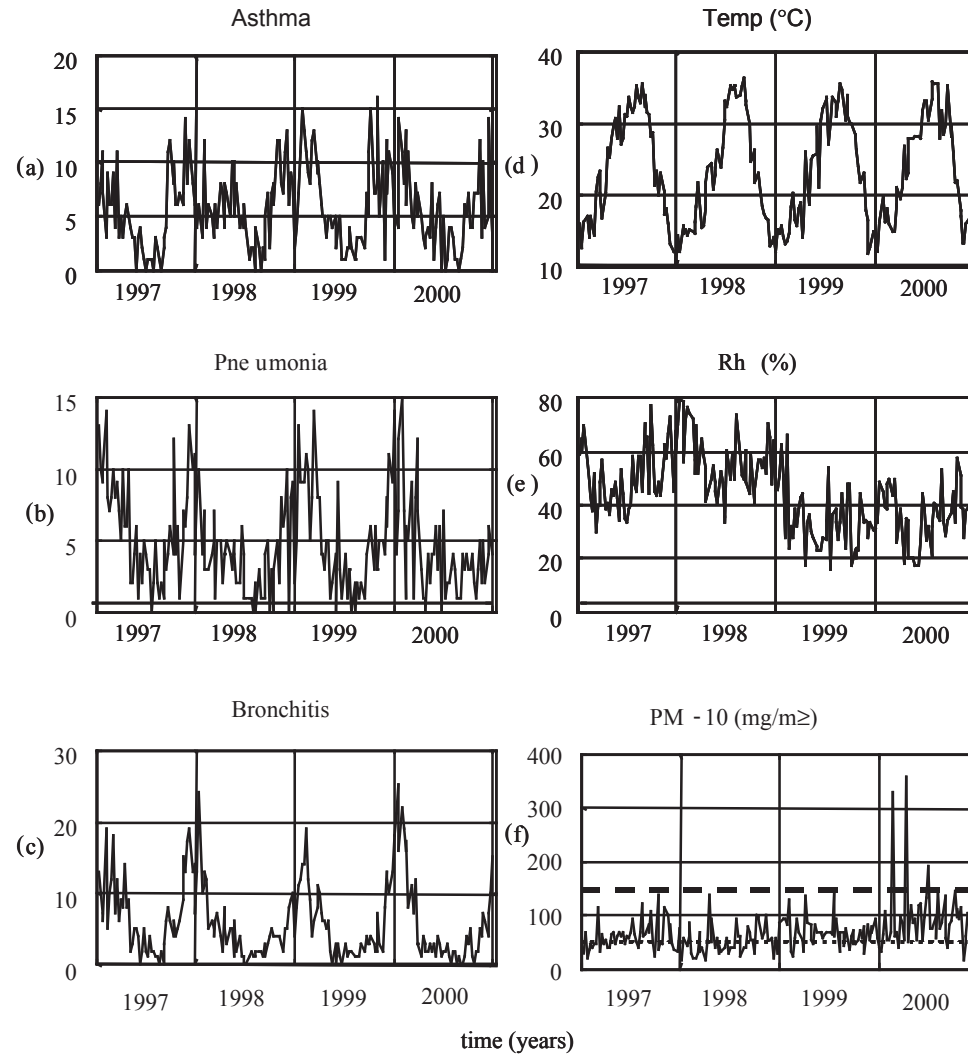 Asthma
20
15
10
5
0
(a)
1997 1998 1999 2000
Temp (°C)
40
30
20
10
(d)
1997 1998 1999 2000
Pne umonia
15
10
5
0
(b)
1997 1998 1999 2000
Rh (%)
80
60
40
20
0
(e)
1997 1998 1999 2000
Bronchitis
30
20
10
0
(c)
1997 1998 1999 2000
PM - 10 (mg/m≥)
400
300
200
100
0
(f)
1997 1998 1999 2000
time (years)